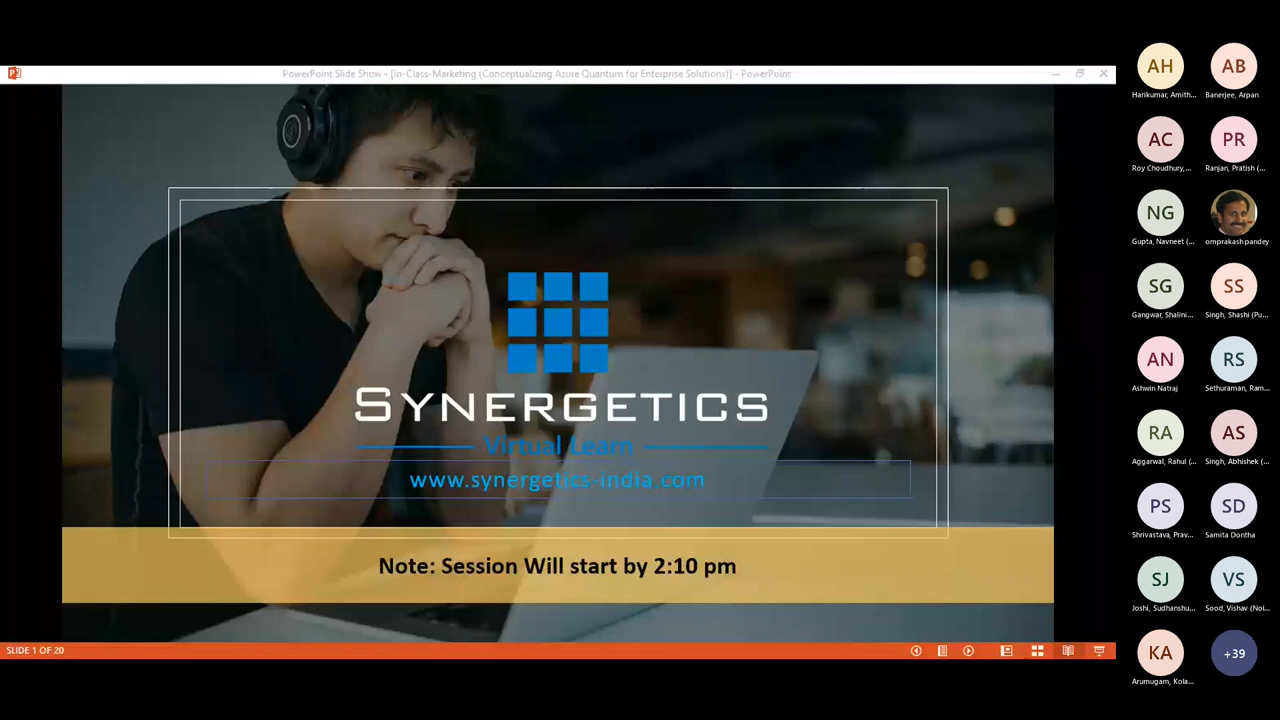 PowerPoint Slide Show - [In-Class-Marketing (Conceptualizing Azure Quantum for Enterprise Solutions)] - PowerPoint
SYNERGETICS
Virtual Learn
www.synergetics-india.com
Note: Session Will start by 2:10 pm
SLIDE 1 OF 20
AH
Harikumar, Amith...
AB
Banerjee, Arpan
AC
Roy Choudhury,...
PR
Ranjan, Pratish (...
NG
Gupta, Navneet (...
omprakash pandey
SG
Gangwar, Shalini...
SS
Singh, Shashi (Pu...
AN
Ashwin Natraj
RS
Sethuraman, Ram...
RA
Aggarwal, Rahul (...
AS
Singh, Abhishek (...
PS
Shrivastava, Prav...
SD
Samita Dontha
SJ
Joshi, Sudhanshu...
VS
Sood, Vishav (Noi...
KA
Arumugam, Kola...
+39